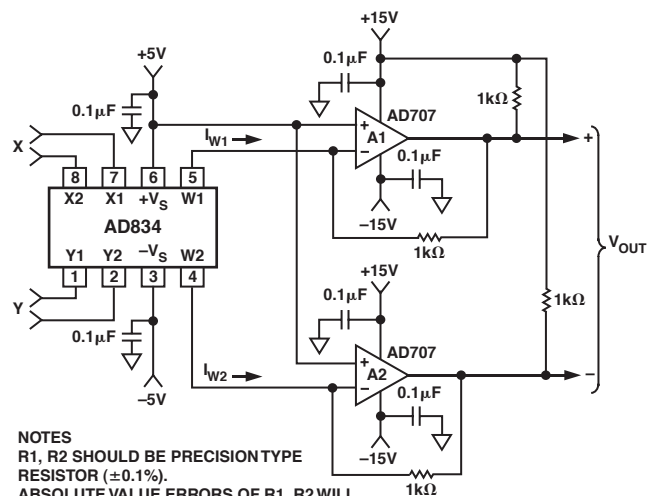 +15V
+5V
0.1µF
0.1µF
1kΩ
AD707
X
IW1
+
A1
–
0.1µF
+
8 7 6 5
X2 X1 +VS W1
AD834
Y1 Y2 –VS W2
1 2 3 4
–15V
1kΩ
VOUT
+15V
1kΩ
0.1µF
Y
0.1µF
AD707
IW2
+
A2
–
–
0.1µF
–5V
–15V
1kΩ
NOTES
R1, R2 SHOULD BE PRECISION TYPE
RESISTOR (±0.1%).
ABSOLUTE VALUE ERRORS OF R1, R2 WILL